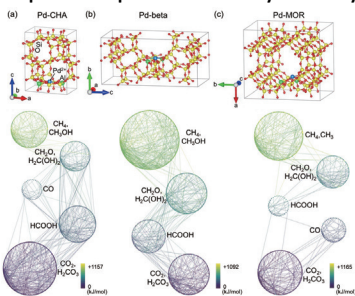 Pd-CHA
Pd-beta
Pd-MOR
(a)
(b)
(c)
Si
O
Pd²⁺
Al
c
b
a
a
b
c
c
b
a
CH₄,
CH₃OH
CH₂O,
H₂C(OH)₂
CO
HCOOH
CO₂,
H₂CO₃
+1157
0
(kJ/mol)
CH₄,
CH₃OH
CH₂O,
H₂C(OH)₂
HCOOH
CO₂,
H₂CO₃
+1092
0
(kJ/mol)
CH₄,CH₃
CH₂O,
H₂C(OH)₂
HCOOH
CO
CO₂,
H₂CO₃
+1165
0
(kJ/mol)